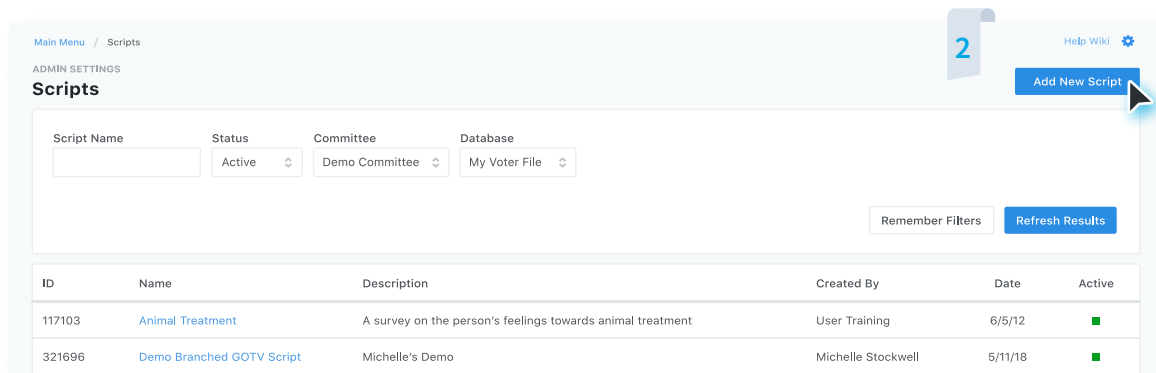 2
Main Menu / Scripts
Help Wiki
ADMIN SETTINGS
Scripts
Add New Script
Script Name Status Committee Database
Active Demo Committee My Voter File
Remember Filters Refresh Results
ID Name Description Created By Date Active
117103 Animal Treatment A survey on the person's feelings towards animal treatment User Training 6/5/12
321696 Demo Branched GOTV Script Michelle's Demo Michelle Stockwell 5/11/18